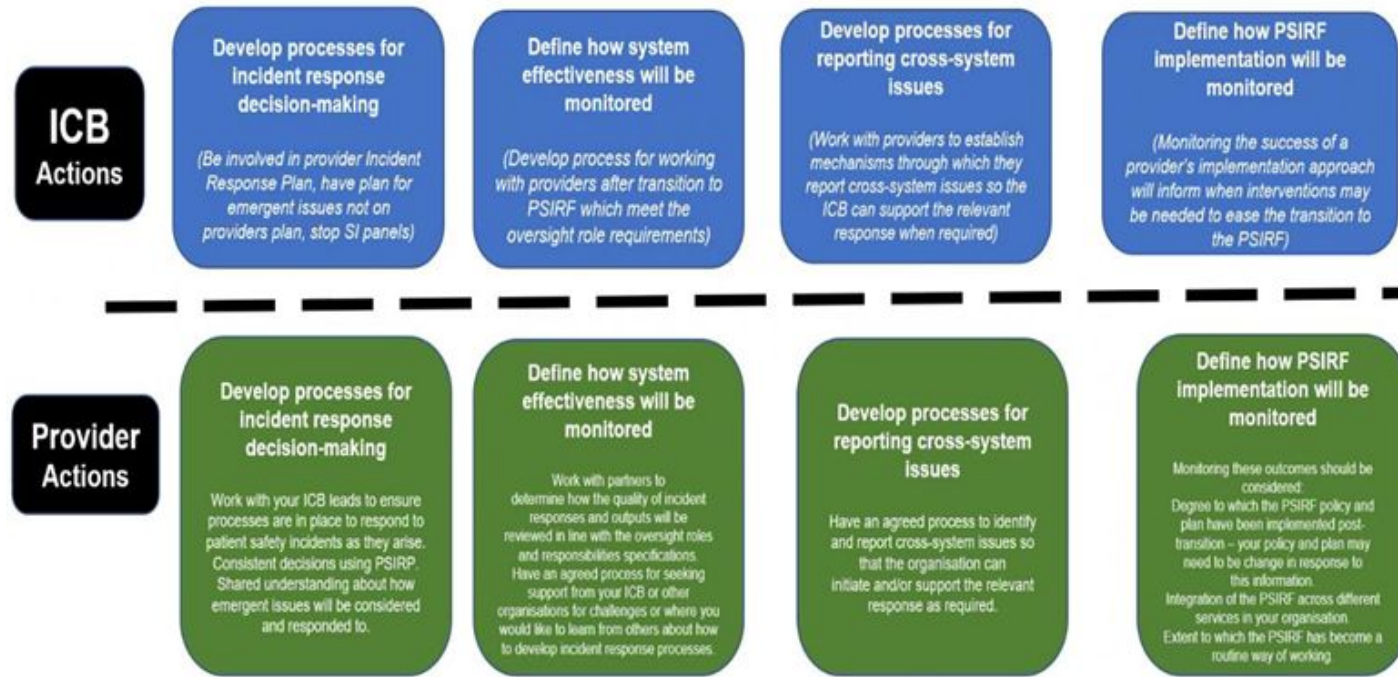 ICB
Actions
Develop processes for
incident response
decision-making
(Be involved in provider Incident
Response Plan, have plan for
emergent issues not on
providers plan, stop SI panels)
Define how system
effectiveness will be
monitored
(Develop process for working
with providers after transition to
PSIRF which meet the
oversight role requirements)
Develop processes for
reporting cross-system
issues
(Work with providers to establish
mechanisms through which they
report cross-system issues so the
ICB can support the relevant
response when required)
Define how PSIRF
implementation will be
monitored
(Monitoring the success of a
provider's implementation approach
will inform when interventions may
be needed to ease the transition to
the PSIRF)
Provider
Actions
Develop processes for
incident response
decision-making
Work with your ICB leads to ensure
processes are in place to respond to
patient safety incidents as they arise.
Consistent decisions using PSIRP.
Shared understanding about how
emergent issues will be considered
and responded to.
Define how system
effectiveness will be
monitored
Work with partners to
determine how the quality of incident
responses and outputs will be
reviewed in line with the oversight roles
and responsibilities specifications.
Have an agreed process for seeking
support from your ICB or other
organisations for challenges or where you
would like to learn from others about how
to develop incident response processes.
Develop processes for
reporting cross-system
issues
Have an agreed process to identify
and report cross-system issues so
that the organisation can
initiate and/or support the relevant
response as required.
Define how PSIRF
implementation will be
monitored
Monitoring these outcomes should be
considered:
Degree to which the PSIRF policy and
plan have been implemented post-
transition – your policy and plan may
need to be change in response to
this information.
Integration of the PSIRF across different
services in your organisation.
Extent to which the PSIRF has become a
routine way of working.